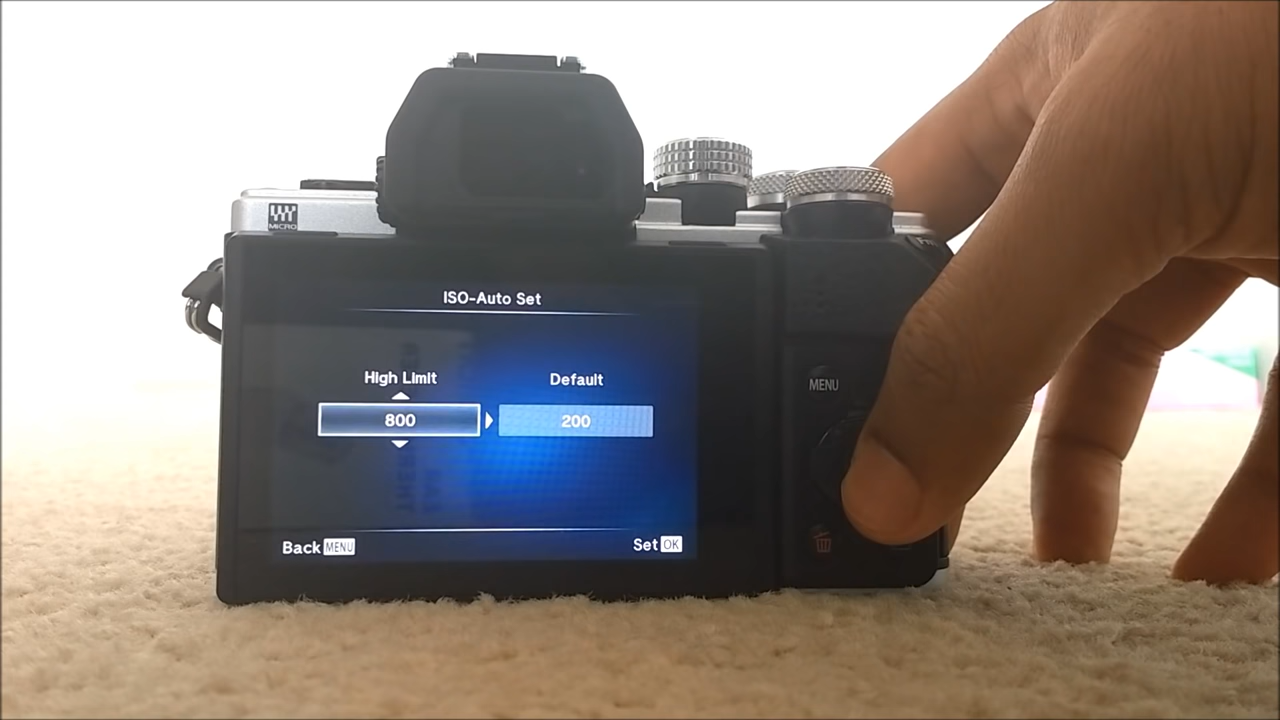 MICRO
ISO-Auto Set
High Limit
Default
800
200
MENU
Back MENU
Set OK